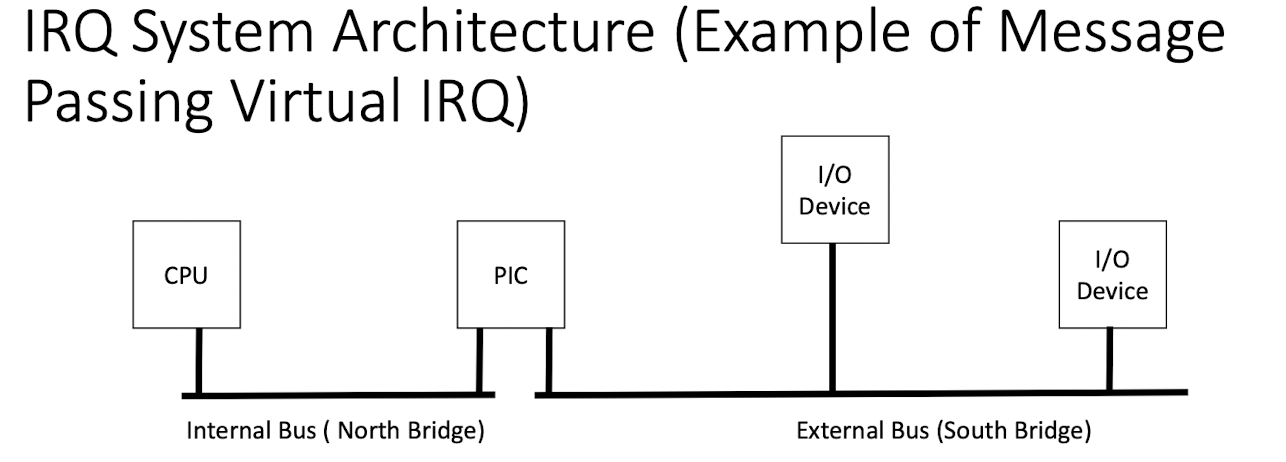 IRQ System Architecture (Example of Message
Passing Virtual IRQ)
I/O
Device
CPU
PIC
I/O
Device
Internal Bus ( North Bridge)
External Bus (South Bridge)